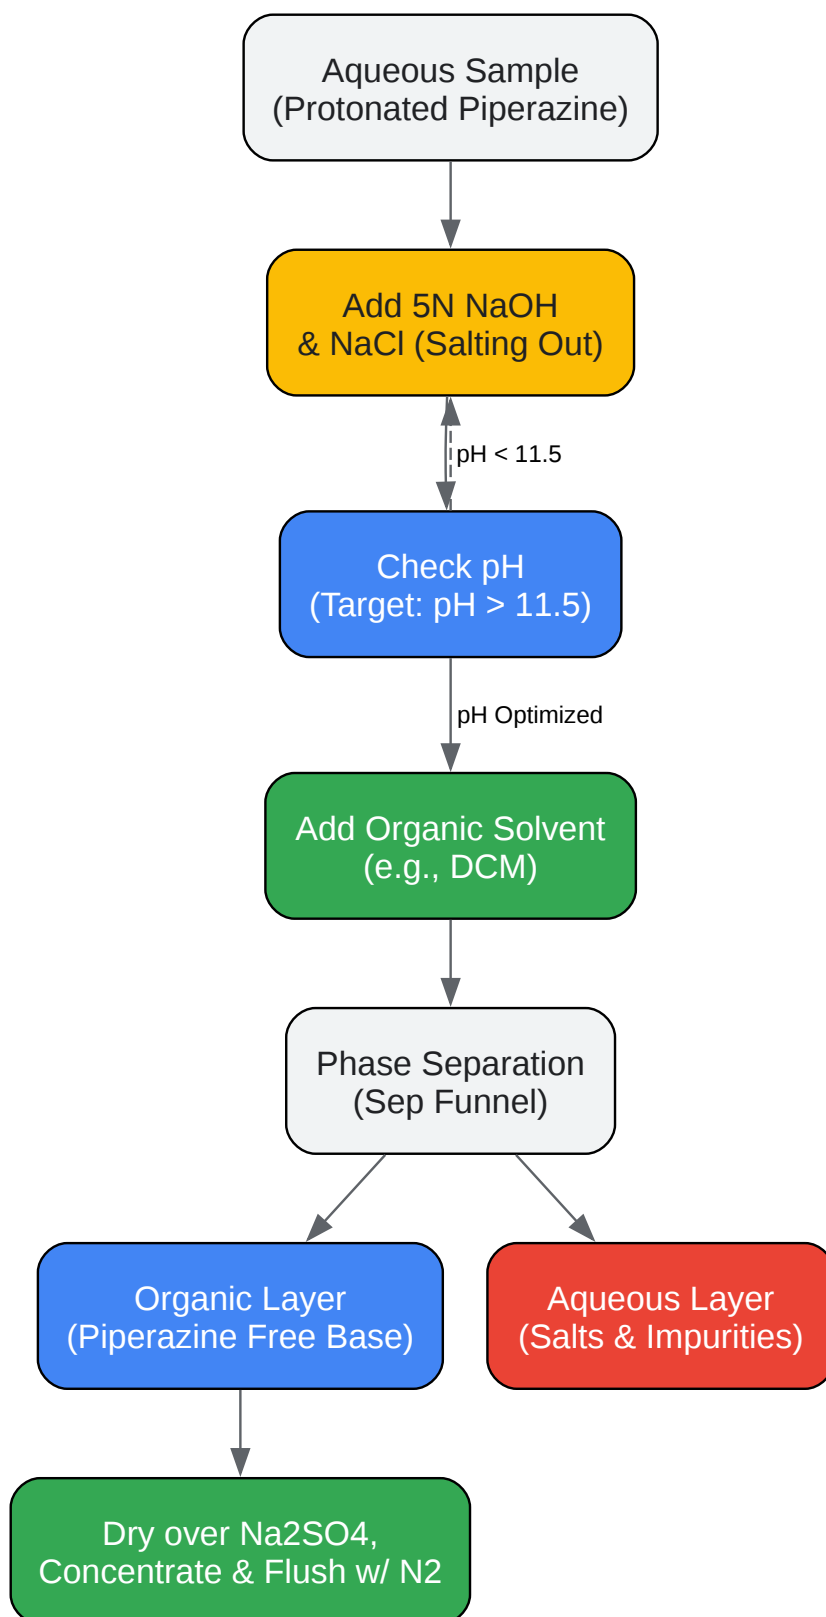 Aqueous Sample
(Protonated Piperazine)
Add 5N NaOH
& NaCl (Salting Out)
pH < 11.5
Check pH
(Target: pH > 11.5)
pH Optimized
Add Organic Solvent
(e.g., DCM)
Phase Separation
(Sep Funnel)
Organic Layer
(Piperazine Free Base)
Aqueous Layer
(Salts & Impurities)
Dry over Na2SO4,
Concentrate & Flush w/ N2